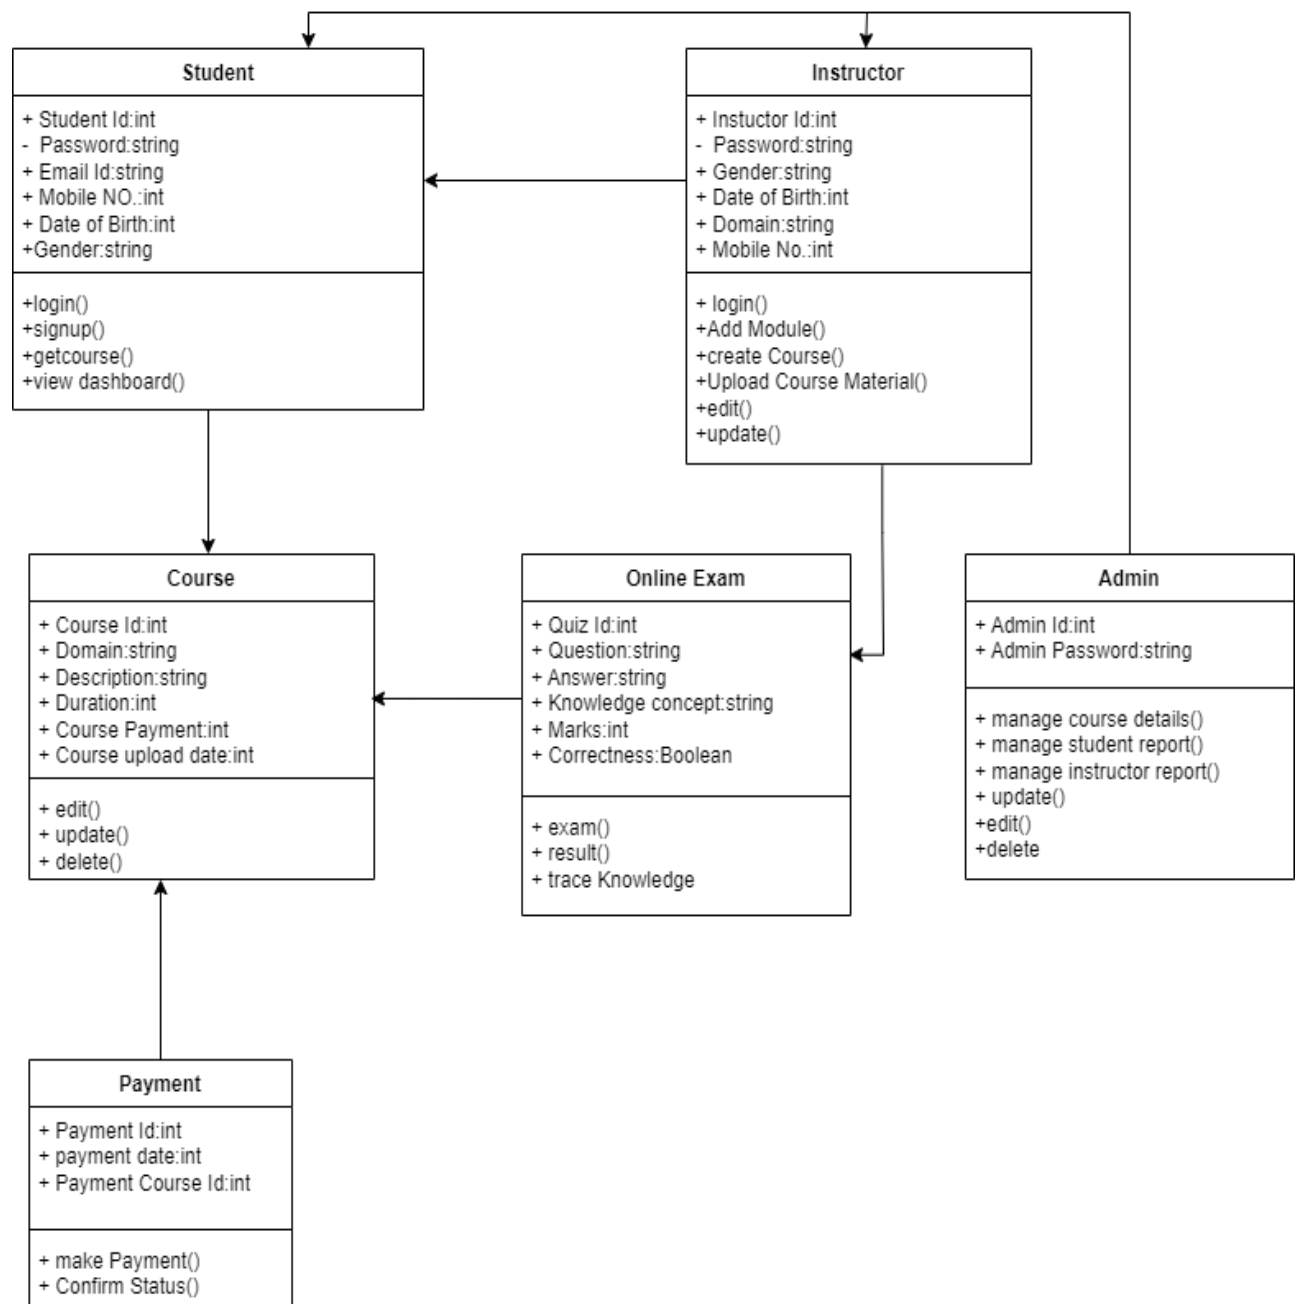 Student
+ Student Id:int
- Password:string
+ Email Id:string
+ Mobile NO.:int
+ Date of Birth:int
+Gender:string
+login()
+signup()
+getcourse()
+view dashboard()
Instructor
+ Instuctor Id:int
- Password:string
+ Gender:string
+ Date of Birth:int
+ Domain:string
+ Mobile No.:int
+ login()
+Add Module()
+create Course()
+Upload Course Material()
+edit()
+update()
Course
+ Course Id:int
+ Domain:string
+ Description:string
+ Duration:int
+ Course Payment:int
+ Course upload date:int
+ edit()
+ update()
+ delete()
Online Exam
+ Quiz Id:int
+ Question:string
+ Answer:string
+ Knowledge concept:string
+ Marks:int
+ Correctness:Boolean
+ exam()
+ result()
+ trace Knowledge
Admin
+ Admin Id:int
+ Admin Password:string
+ manage course details()
+ manage student report()
+ manage instructor report()
+ update()
+edit()
+delete
Payment
+ Payment Id:int
+ payment date:int
+ Payment Course Id:int
+ make Payment()
+ Confirm Status()